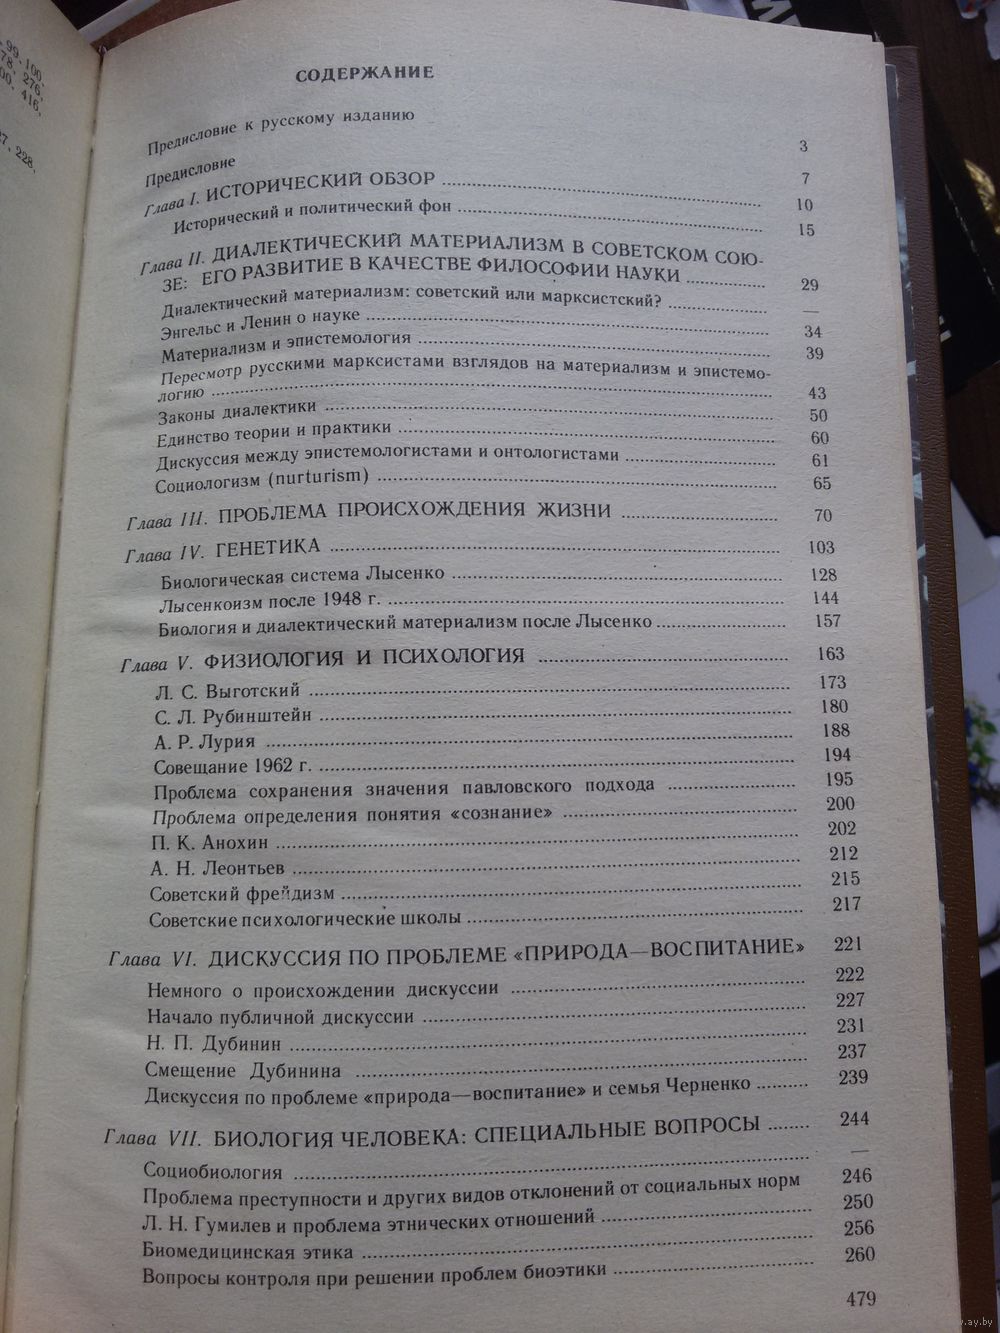 99, 100,
78, 276,
00, 416,
7, 228,
СОДЕРЖАНИЕ
Предисловие к русскому изданию 3
Предисловие 7
Глава I. ИСТОРИЧЕСКИЙ ОБЗОР 10
Исторический и политический фон 15
Глава II. ДИАЛЕКТИЧЕСКИЙ МАТЕРИАЛИЗМ В СОВЕТСКОМ СОЮ-
ЗЕ: ЕГО РАЗВИТИЕ В КАЧЕСТВЕ ФИЛОСОФИИ НАУКИ 29
Диалектический материализм: советский или марксистский? —
Энгельс и Ленин о науке 34
Материализм и эпистемология 39
Пересмотр русскими марксистами взглядов на материализм и эпистемо-
логию 43
Законы диалектики 50
Единство теории и практики 60
Дискуссия между эпистемологистами и онтологистами 61
Социологизм (nurturism) 65
Глава III. ПРОБЛЕМА ПРОИСХОЖДЕНИЯ ЖИЗНИ 70
Глава IV. ГЕНЕТИКА 103
Биологическая система Лысенко 128
Лысенкоизм после 1948 г. 144
Биология и диалектический материализм после Лысенко 157
Глава V. ФИЗИОЛОГИЯ И ПСИХОЛОГИЯ 163
Л. С. Выготский 173
С. Л. Рубинштейн 180
А. Р. Лурия 188
Совещание 1962 г. 194
Проблема сохранения значения павловского подхода 195
Проблема определения понятия «сознание» 200
П. К. Анохин 202
А. Н. Леонтьев 212
Советский фрейдизм 215
Советские психологические школы 217
Глава VI. ДИСКУССИЯ ПО ПРОБЛЕМЕ «ПРИРОДА—ВОСПИТАНИЕ» 221
Немного о происхождении дискуссии 222
Начало публичной дискуссии 227
Н. П. Дубинин 231
Смещение Дубинина 237
Дискуссия по проблеме «природа—воспитание» и семья Черненко 239
Глава VII. БИОЛОГИЯ ЧЕЛОВЕКА: СПЕЦИАЛЬНЫЕ ВОПРОСЫ 244
Социобиология —
Проблема преступности и других видов отклонений от социальных норм 246
Л. Н. Гумилев и проблема этнических отношений 250
Биомедицинская этика 256
Вопросы контроля при решении проблем биоэтики 260
479